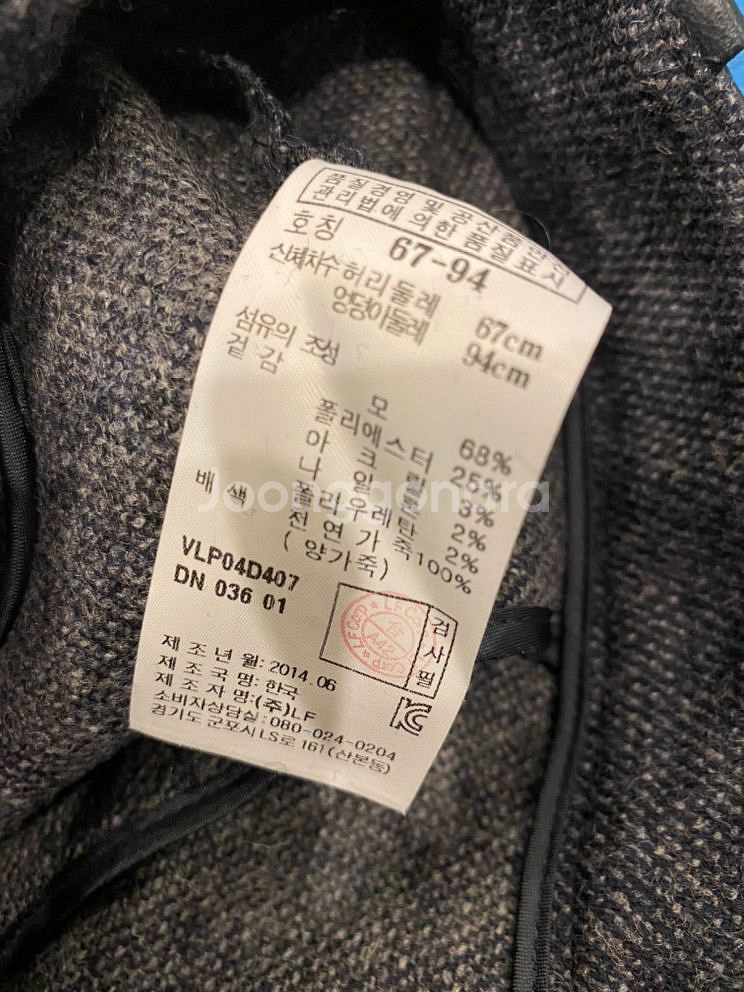 품질경영 및 공산품안전
관리법에 의한 품질표시
호칭 67-94
신체치수 허리둘레 67cm
엉덩이둘레 94cm
섬유의 조성
겉감
모 68%
폴리에스터 25%
아크릴 3%
나일론 2%
폴리우레탄 2%
배색 천연가죽 100%
(양가죽)
VLP04D407
DN 036 01
검사필
LF Corp
A42
제조년월:2014.06
제조국명:한국
제조자명:(주)LF
소비자상담실:080-024-0204
경기도 군포시 LS로 161(산본동)
Joonggonara